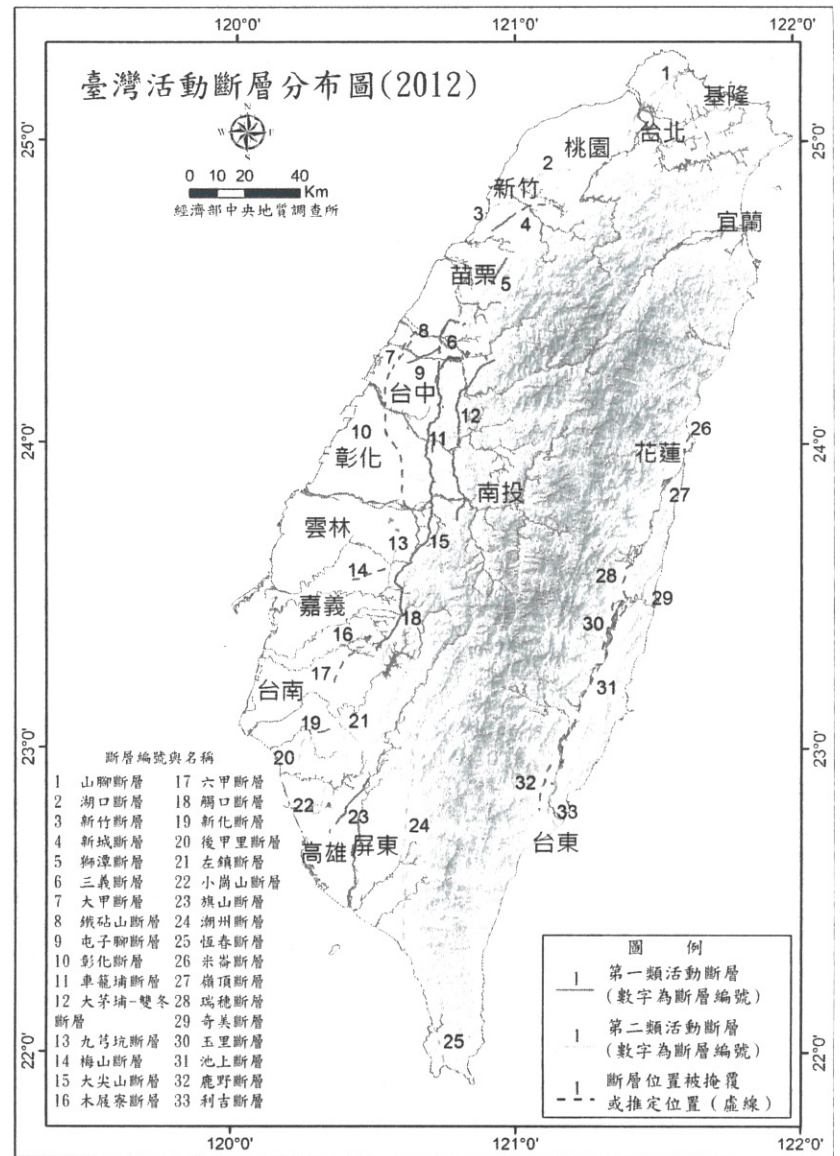 120°0' 121°0' 122°0'
臺灣活動斷層分布圖(2012)
N
W E
S
0 10 20 40
Km
經濟部中央地質調查所
25°0' 25°0'
24°0' 24°0'
23°0' 23°0'
22°0' 22°0'
1
基隆
台北
桃園
2
新竹
3
4
宜蘭
苗栗
5
8
6
7
9
台中
12
10
11
26
彰化
花蓮
南投
27
雲林
13
15
14
28
29
嘉義
18
30
16
17
31
台南
19
21
20
32
22
23
24
33
高雄
屏東
台東
25
斷層編號與名稱
1 山腳斷層 17 六甲斷層
2 湖口斷層 18 觸口斷層
3 新竹斷層 19 新化斷層
4 新城斷層 20 後甲里斷層
5 獅潭斷層 21 左鎮斷層
6 三義斷層 22 小崗山斷層
7 大甲斷層 23 旗山斷層
8 鐵砧山斷層 24 潮州斷層
9 屯子腳斷層 25 恆春斷層
10 彰化斷層 26 米崙斷層
11 車籠埔斷層 27 嶺頂斷層
12 大茅埔-雙冬 28 瑞穗斷層
斷層 29 奇美斷層
13 九芎坑斷層 30 玉里斷層
14 梅山斷層 31 池上斷層
15 大尖山斷層 32 鹿野斷層
16 木屐寮斷層 33 利吉斷層
圖 例
1 第一類活動斷層
(數字為斷層編號)
1 第二類活動斷層
(數字為斷層編號)
1 斷層位置被掩覆
或推定位置(虛線)
120°0' 121°0' 122°0'